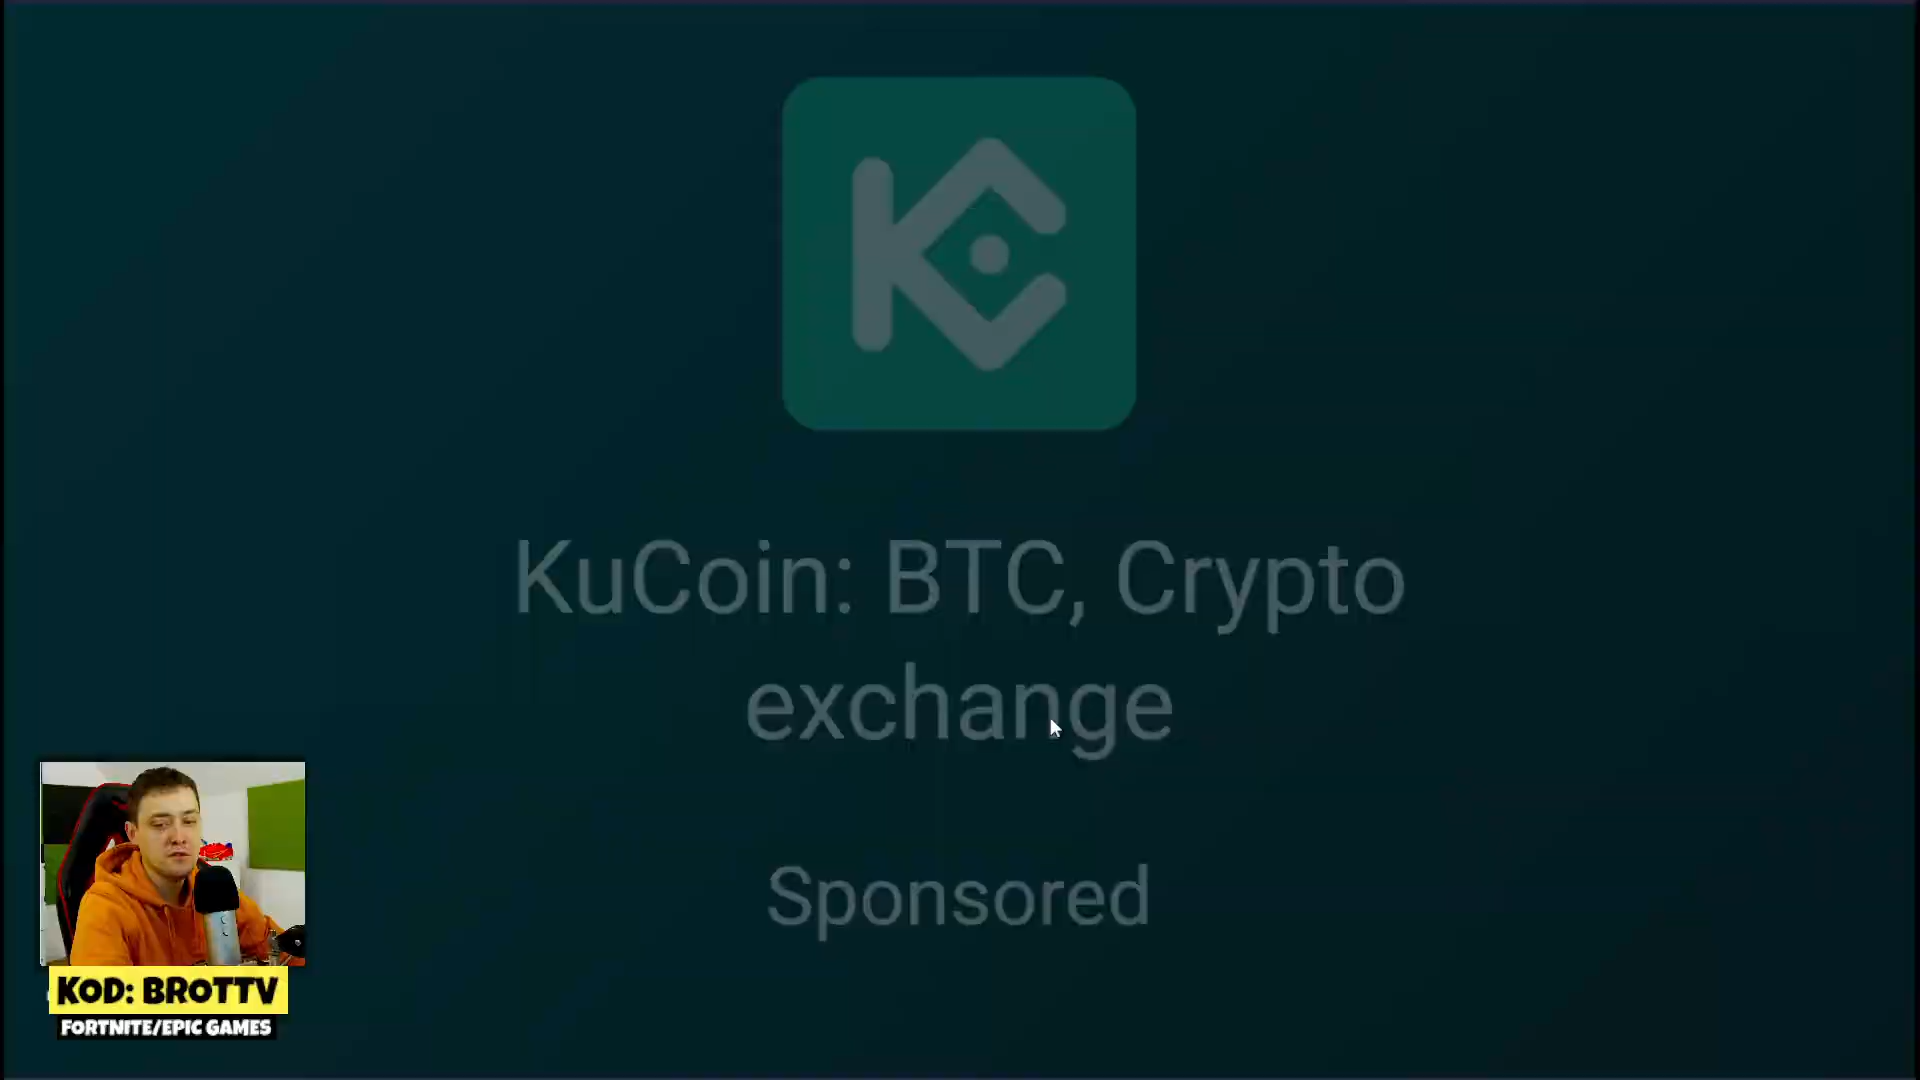 KuCoin: BTC, Crypto
exchange
Sponsored
KOD: BROTTV
FORTNITE/EPIC GAMES